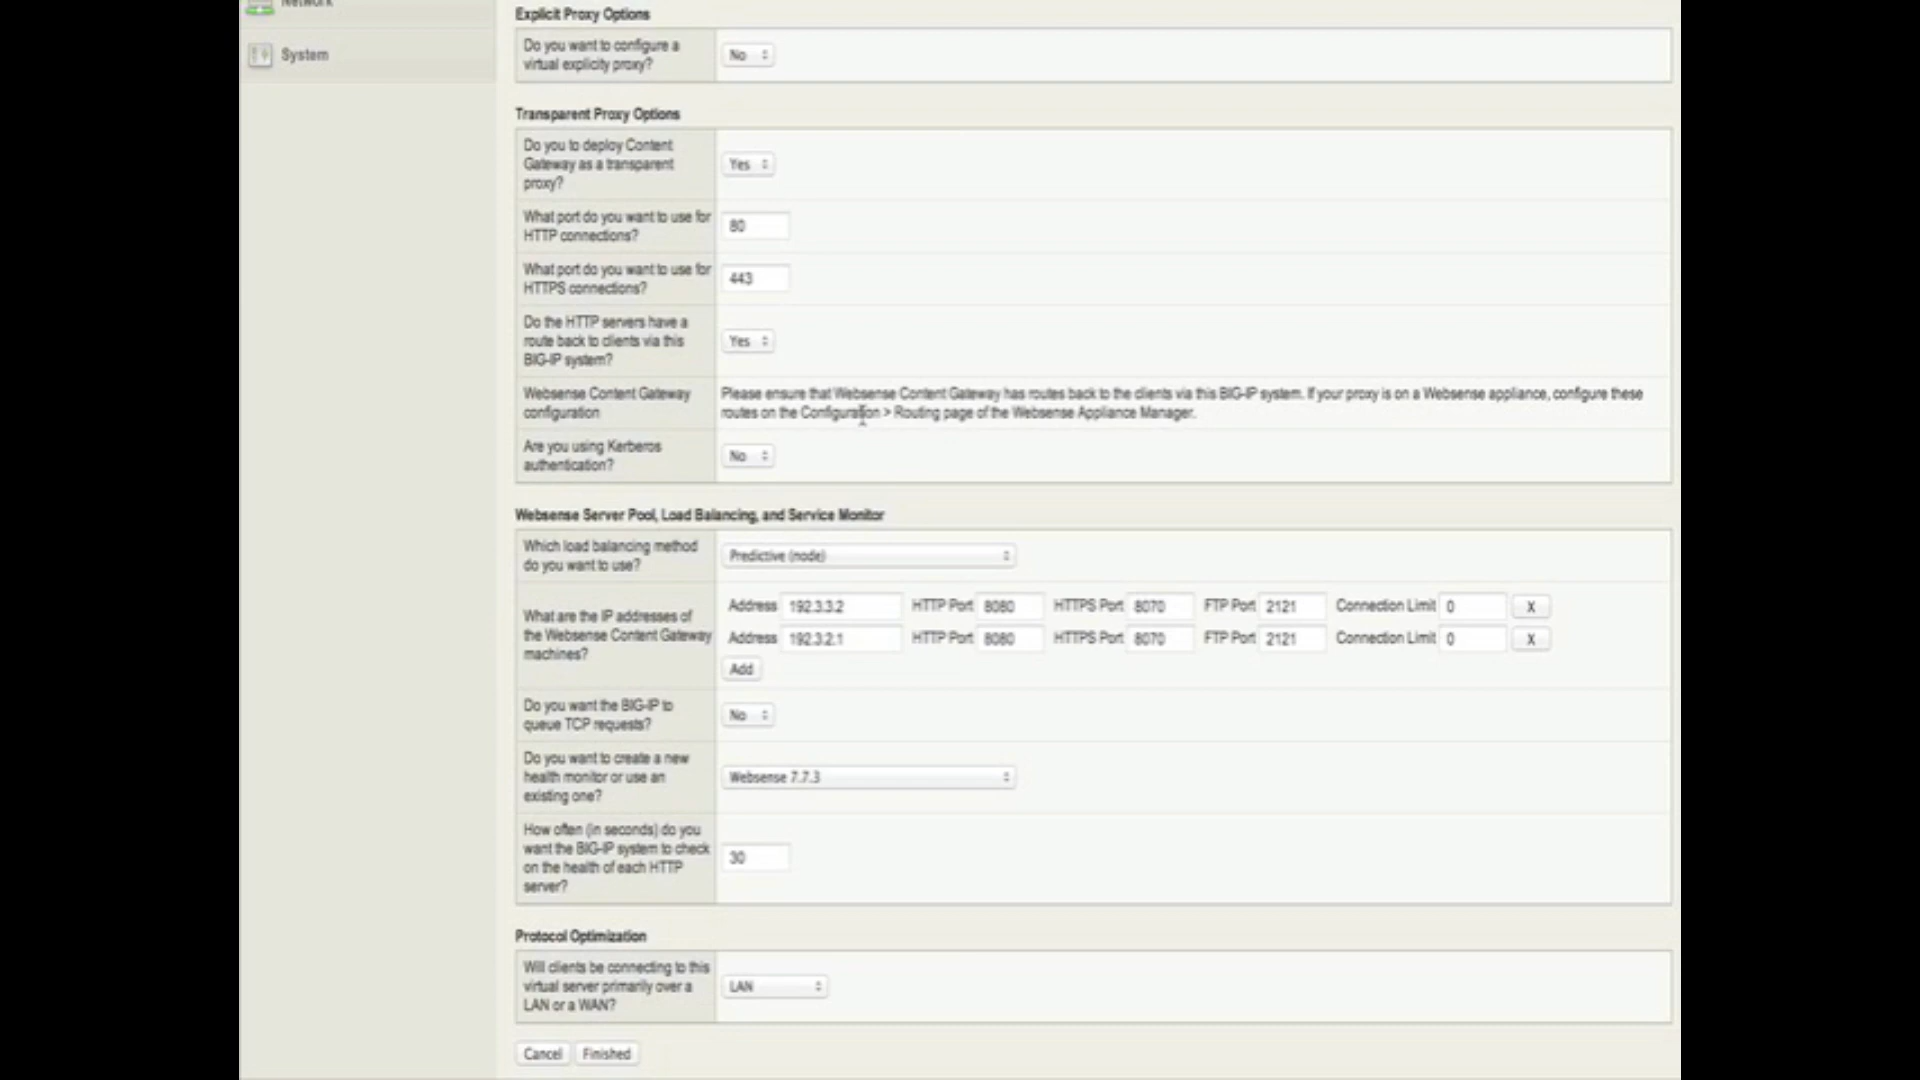 Network
System
Explicit Proxy Options
Do you want to configure a
virtual explicity proxy?
No
Transparent Proxy Options
Do you to deploy Content
Gateway as a transparent
proxy?
Yes
What port do you want to use for
HTTP connections?
80
What port do you want to use for
HTTPS connections?
443
Do the HTTP servers have a
route back to clients via this
BIG-IP system?
Yes
Websense Content Gateway
configuration
Please ensure that Websense Content Gateway has routes back to the clients via this BIG-IP system. If your proxy is on a Websense appliance, configure these
routes on the Configuration > Routing page of the Websense Appliance Manager.
Are you using Kerberos
authentication?
No
Websense Server Pool, Load Balancing, and Service Monitor
Which load balancing method
do you want to use?
Predictive (node)
What are the IP addresses of
the Websense Content Gateway
machines?
Address 192.3.3.2 HTTP Port 8080 HTTPS Port 8070 FTP Port 2121 Connection Limit 0 X
Address 192.3.2.1 HTTP Port 8080 HTTPS Port 8070 FTP Port 2121 Connection Limit 0 X
Add
Do you want the BIG-IP to
queue TCP requests?
No
Do you want to create a new
health monitor or use an
existing one?
Websense 7.7.3
How often (in seconds) do you
want the BIG-IP system to check
on the health of each HTTP
server?
30
Protocol Optimization
Will clients be connecting to this
virtual server primarily over a
LAN or a WAN?
LAN
Cancel Finished